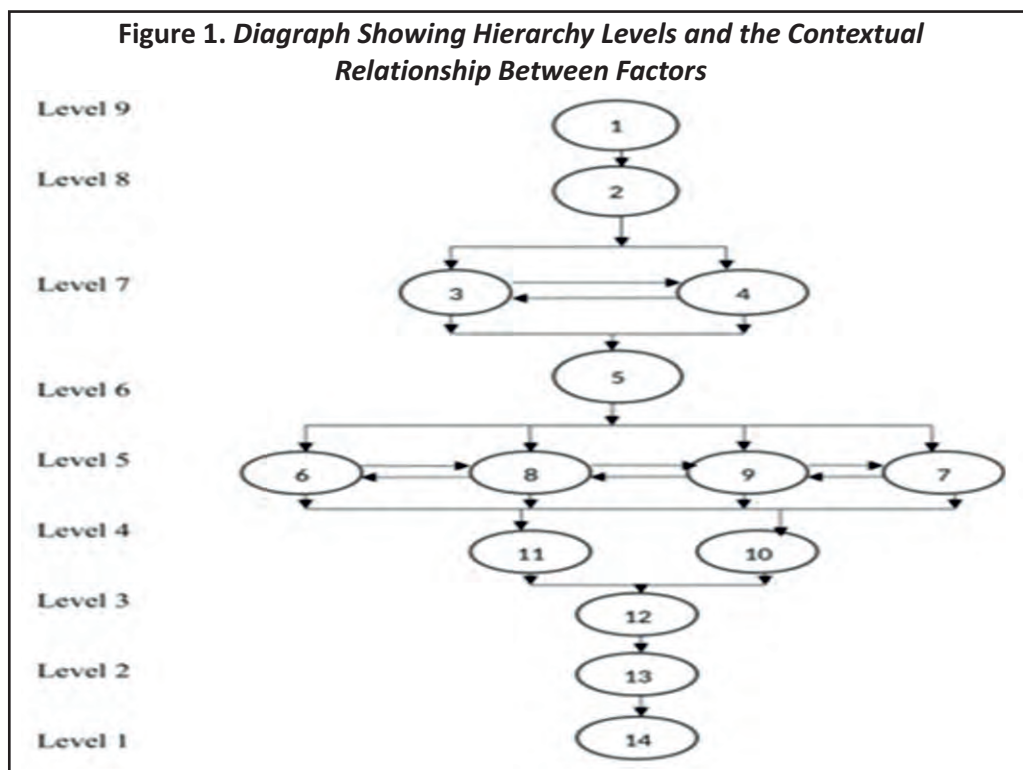 Figure 1. Diagraph Showing Hierarchy Levels and the Contextual
Relationship Between Factors
Level 9
1
Level 8
2
Level 7
3
4
5
Level 6
Level 5
6
8
9
7
Level 4
11
10
Level 3
12
Level 2
13
Level 1
14